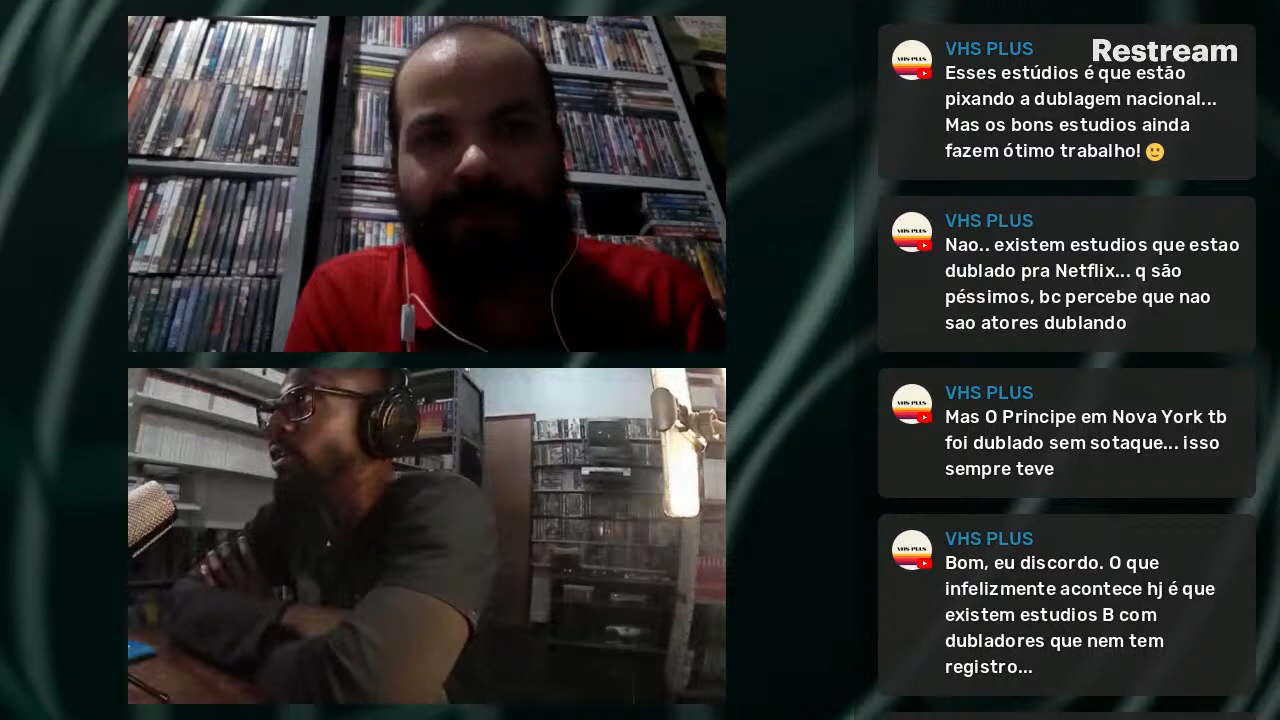 Restream
VHS PLUS
Esses estúdios é que estão
pixando a dublagem nacional...
Mas os bons estudios ainda
fazem ótimo trabalho! 🙂
VHS PLUS
Nao.. existem estudios que estao
dublado pra Netflix... q são
péssimos, bc percebe que nao
sao atores dublando
VHS PLUS
Mas O Principe em Nova York tb
foi dublado sem sotaque... isso
sempre teve
VHS PLUS
Bom, eu discordo. O que
infelizmente acontece hj é que
existem estudios B com
dubladores que nem tem
registro...